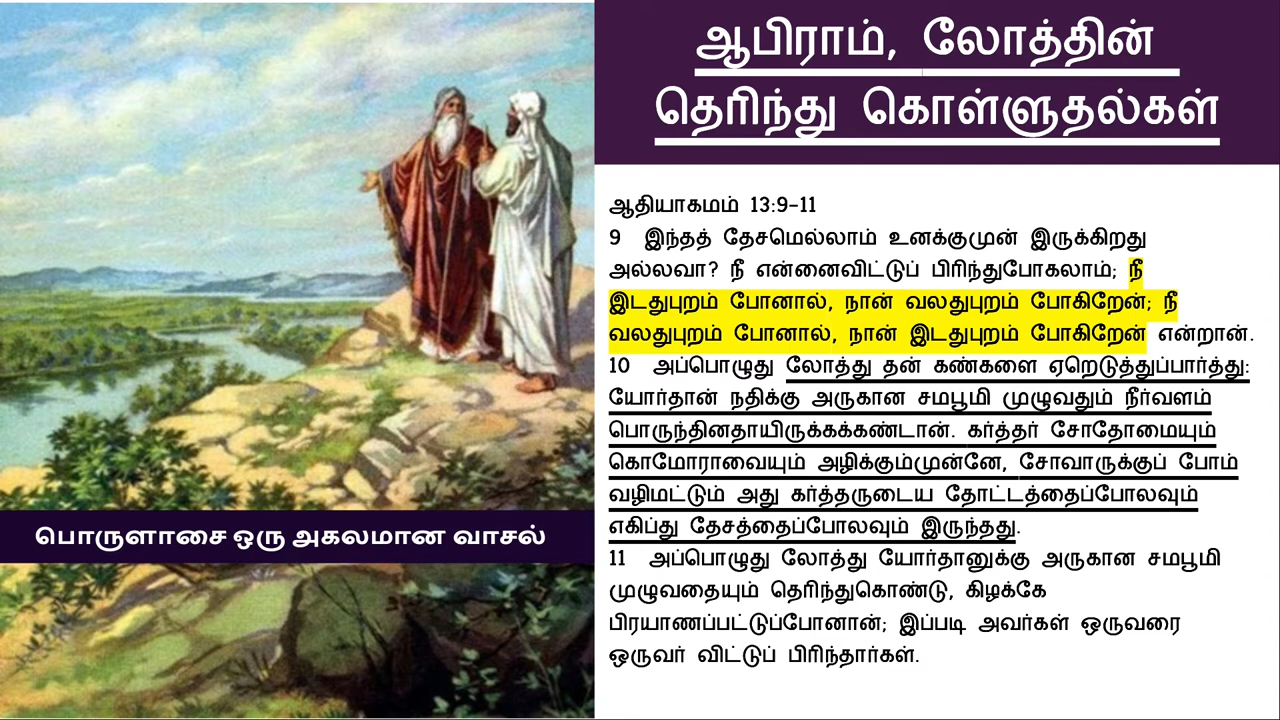 ஆபிராம், லோத்தின்
தெரிந்து கொள்ளுதல்கள்
ஆதியாகமம் 13:9-11
9 இந்தத் தேசமெல்லாம் உனக்குமுன் இருக்கிறது
அல்லவா? நீ என்னைவிட்டுப் பிரிந்துபோகலாம்; நீ
இடதுபுறம் போனால், நான் வலதுபுறம் போகிறேன்; நீ
வலதுபுறம் போனால், நான் இடதுபுறம் போகிறேன் என்றான்.
10 அப்பொழுது லோத்து தன் கண்களை ஏறெடுத்துப்பார்த்து:
யோர்தான் நதிக்கு அருகான சமபூமி முழுவதும் நீர்வளம்
பொருந்தினதாயிருக்கக்கண்டான். கர்த்தர் சோதோமையும்
கொமோராவையும் அழிக்கும்முன்னே, சோவாருக்குப் போம்
வழிமட்டும் அது கர்த்தருடைய தோட்டத்தைப்போலவும்
எகிப்து தேசத்தைப்போலவும் இருந்தது.
11 அப்பொழுது லோத்து யோர்தானுக்கு அருகான சமபூமி
முழுவதையும் தெரிந்துகொண்டு, கிழக்கே
பிரயாணப்பட்டுப்போனான்; இப்படி அவர்கள் ஒருவரை
ஒருவர் விட்டுப் பிரிந்தார்கள்.
பொருளாசை ஒரு அகலமான வாசல்